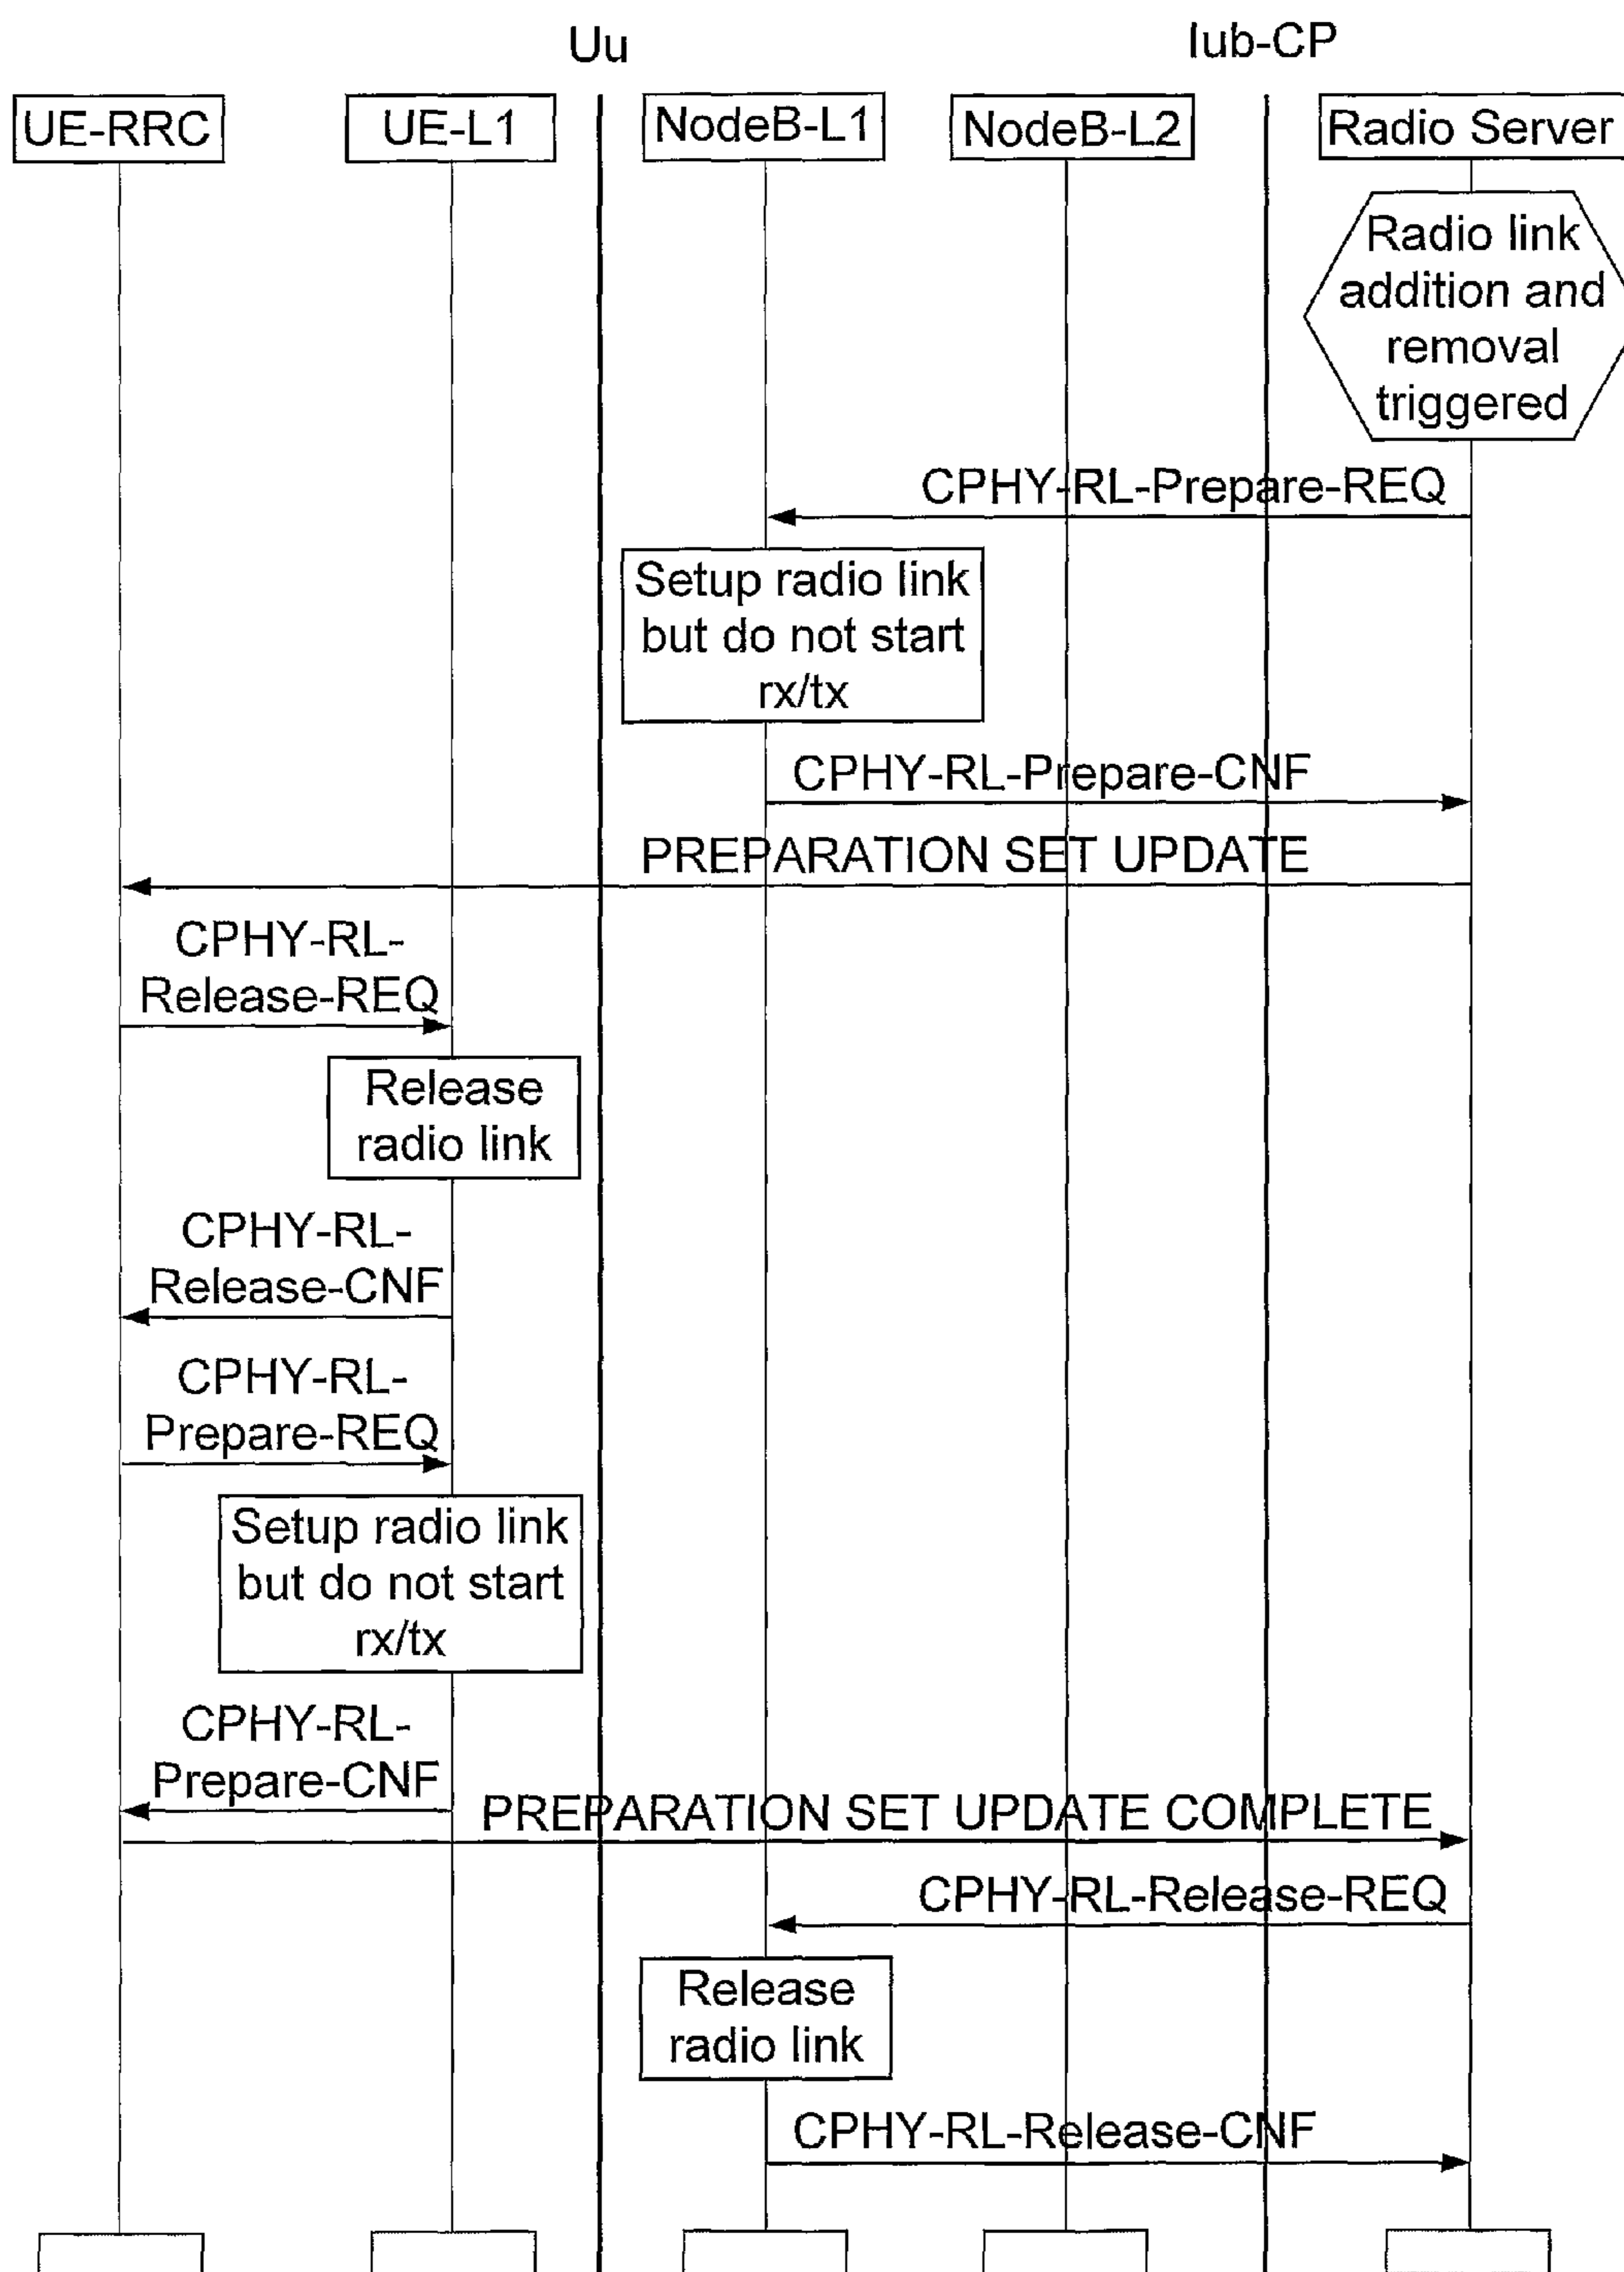 Uu
Iub-CP
UE-RRC
UE-L1
NodeB-L1
NodeB-L2
Radio Server
Radio link
addition and
removal
triggered
CPHY-RL-Prepare-REQ
Setup radio link
but do not start
rx/tx
CPHY-RL-Prepare-CNF
PREPARATION SET UPDATE
CPHY-RL-
Release-REQ
Release
radio link
CPHY-RL-
Release-CNF
CPHY-RL-
Prepare-REQ
Setup radio link
but do not start
rx/tx
CPHY-RL-
Prepare-CNF
PREPARATION SET UPDATE COMPLETE
CPHY-RL-Release-REQ
Release
radio link
CPHY-RL-Release-CNF